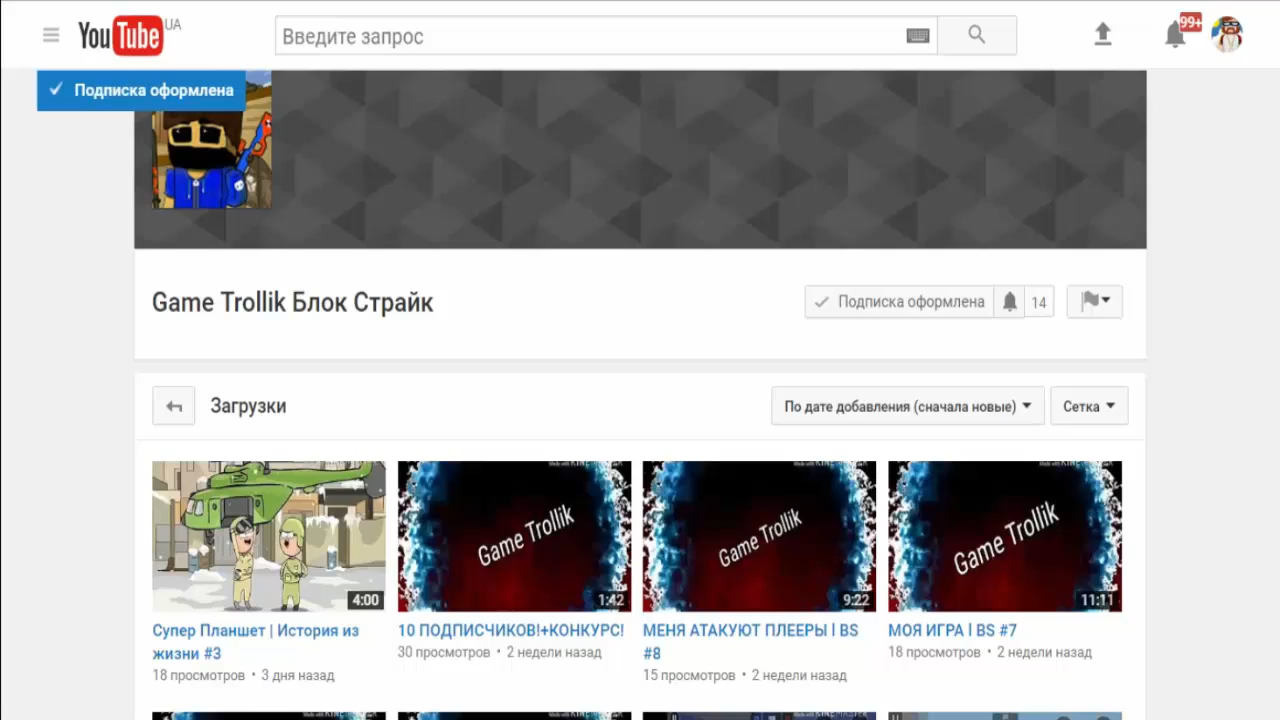 YouTube UA
Введите запрос
99+
Подписка оформлена
Game Trollik Блок Страйк
Подписка оформлена
14
Загрузки
По дате добавления (сначала новые)
Сетка
4:00
Супер Планшет | История из
жизни #3
18 просмотров • 3 дня назад
Game Trollik
1:42
10 ПОДПИСЧИКОВ!+КОНКУРС!
30 просмотров • 2 недели назад
Game Trollik
9:22
МЕНЯ АТАКУЮТ ПЛЕЕРЫ l BS
#8
15 просмотров • 2 недели назад
Game Trollik
11:11
МОЯ ИГРА l BS #7
18 просмотров • 2 недели назад